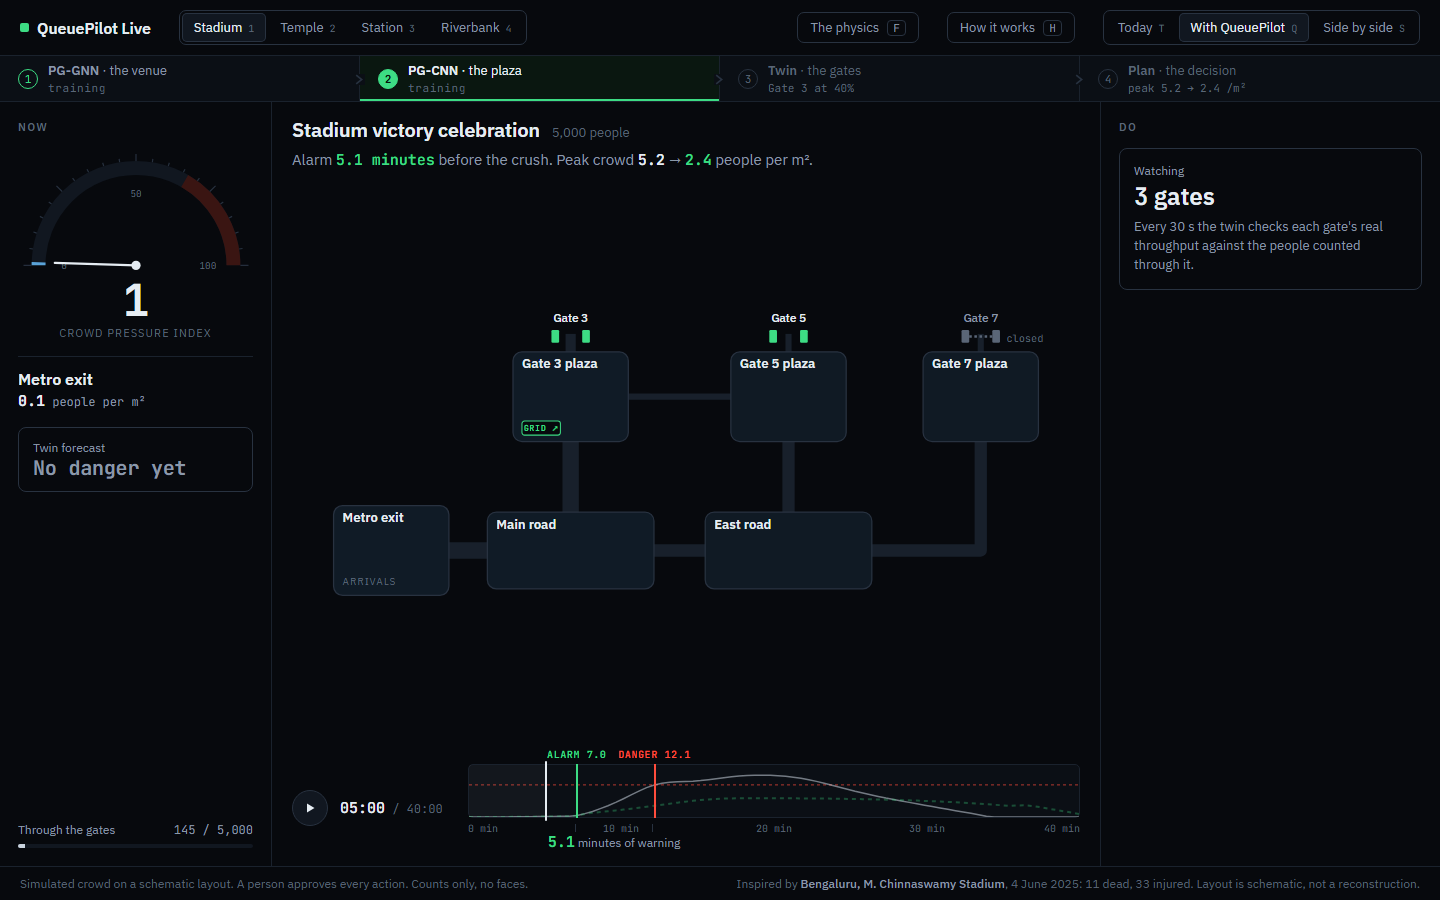 QueuePilot Live
Stadium 1
Temple 2
Station 3
Riverbank 4
The physics F
How it works H
Today T
With QueuePilot Q
Side by side S
1 PG-GNN · the venue
training
2 PG-CNN · the plaza
training
3 Twin · the gates
Gate 3 at 40%
4 Plan · the decision
peak 5.2 → 2.4 /m²
NOW
50
0
100
1
CROWD PRESSURE INDEX
Metro exit
0.1 people per m²
Twin forecast
No danger yet
Through the gates 145 / 5,000
Stadium victory celebration 5,000 people
Alarm 5.1 minutes before the crush. Peak crowd 5.2 → 2.4 people per m².
Gate 3
Gate 5
Gate 7
closed
Gate 3 plaza
GRID ↗
Gate 5 plaza
Gate 7 plaza
Metro exit
ARRIVALS
Main road
East road
ALARM 7.0 DANGER 12.1
05:00 / 40:00
0 min 10 min 20 min 30 min 40 min
5.1 minutes of warning
DO
Watching
3 gates
Every 30 s the twin checks each gate's real
throughput against the people counted
through it.
Simulated crowd on a schematic layout. A person approves every action. Counts only, no faces.
Inspired by Bengaluru, M. Chinnaswamy Stadium, 4 June 2025: 11 dead, 33 injured. Layout is schematic, not a reconstruction.